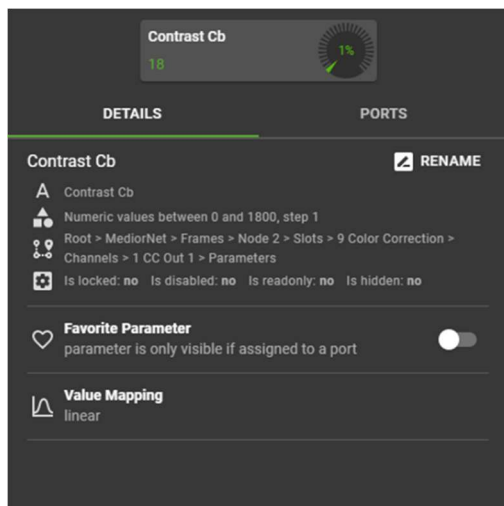 Contrast Cb
18
1%
DETAILS PORTS
Contrast Cb RENAME
A Contrast Cb
Numeric values between 0 and 1800, step 1
Root > MediorNet > Frames > Node 2 > Slots > 9 Color Correction >
Channels > 1 CC Out 1 > Parameters
Is locked: no Is disabled: no Is readonly: no Is hidden: no
Favorite Parameter
parameter is only visible if assigned to a port
Value Mapping
linear